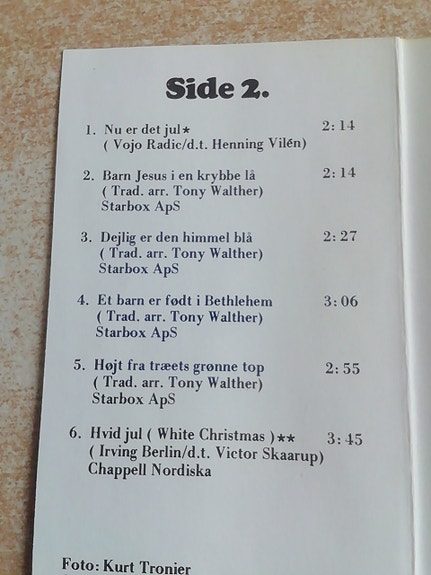 Side 2.
1. Nu er det jul* 2:14
( Vojo Radic/d.t. Henning Vilén)
2. Barn Jesus i en krybbe lå 2:14
( Trad. arr. Tony Walther)
Starbox ApS
3. Dejlig er den himmel blå 2:27
( Trad. arr. Tony Walther)
Starbox ApS
4. Et barn er født i Bethlehem 3:06
( Trad. arr. Tony Walther)
Starbox ApS
5. Højt fra træets grønne top 2:55
( Trad. arr. Tony Walther)
Starbox ApS
6. Hvid jul ( White Christmas )** 3:45
( Irving Berlin/d.t. Victor Skaarup)
Chappell Nordiska
Foto: Kurt Tronier